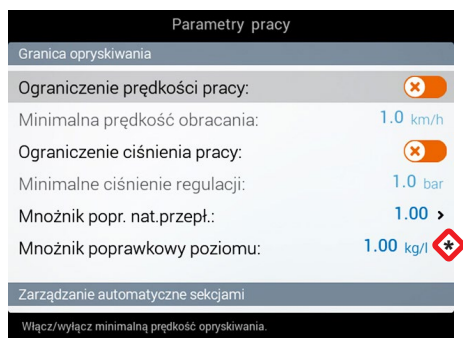 Parametry pracy
Granica opryskiwania
Ograniczenie prędkości pracy:
Minimalna prędkość obracania: 1.0 km/h
Ograniczenie ciśnienia pracy:
Minimalne ciśnienie regulacji: 1.0 bar
Mnożnik popr. nat.przepł.: 1.00 >
Mnożnik poprawkowy poziomu: 1.00 kg/l *
Zarządzanie automatyczne sekcjami
Włącz/wyłącz minimalną prędkość opryskiwania.